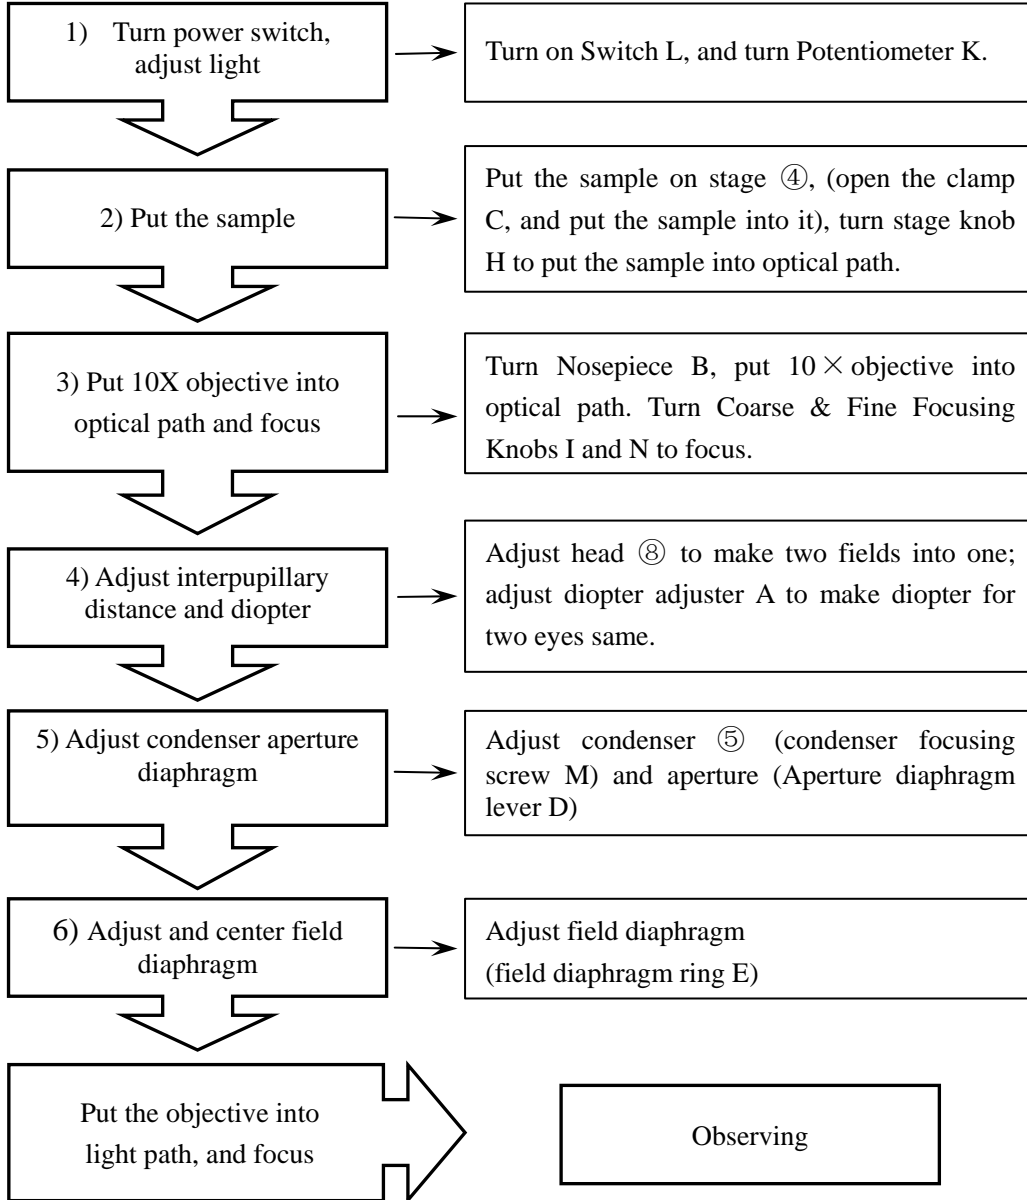 1) Turn power switch,
adjust light
Turn on Switch L, and turn Potentiometer K.
2) Put the sample
Put the sample on stage ④, (open the clamp
C, and put the sample into it), turn stage knob
H to put the sample into optical path.
3) Put 10X objective into
optical path and focus
Turn Nosepiece B, put 10×objective into
optical path. Turn Coarse & Fine Focusing
Knobs I and N to focus.
4) Adjust interpupillary
distance and diopter
Adjust head ⑧ to make two fields into one;
adjust diopter adjuster A to make diopter for
two eyes same.
5) Adjust condenser aperture
diaphragm
Adjust condenser ⑤ (condenser focusing
screw M) and aperture (Aperture diaphragm
lever D)
6) Adjust and center field
diaphragm
Adjust field diaphragm
(field diaphragm ring E)
Put the objective into
light path, and focus
Observing